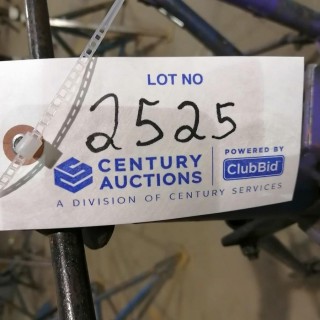 LOT NO
2525
CENTURY AUCTIONS
POWERED BY
ClubBid
A DIVISION OF CENTURY SERVICES